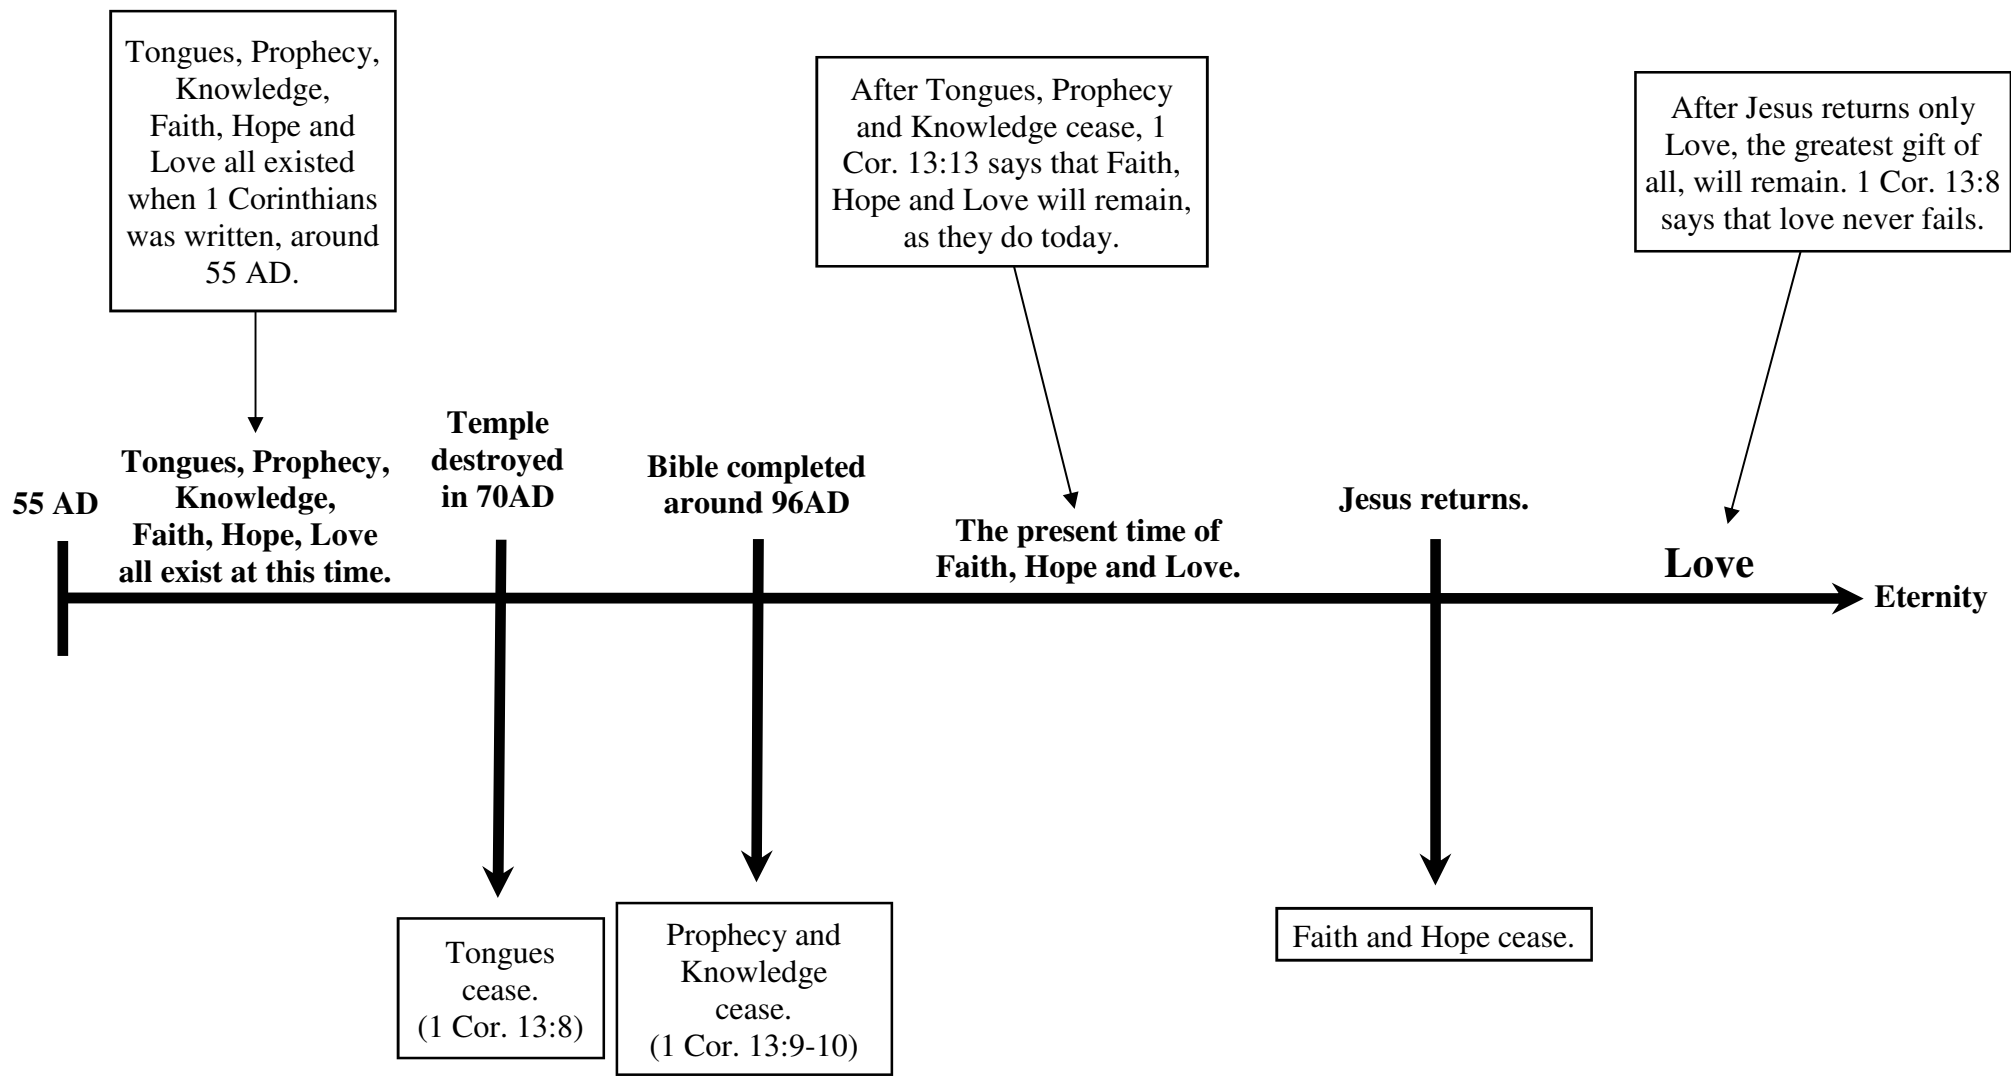 Tongues, Prophecy,
Knowledge,
Faith, Hope and
Love all existed
when 1 Corinthians
was written, around
55 AD.
After Tongues, Prophecy
and Knowledge cease, 1
Cor. 13:13 says that Faith,
Hope and Love will remain,
as they do today.
After Jesus returns only
Love, the greatest gift of
all, will remain. 1 Cor. 13:8
says that love never fails.
55 AD
Tongues, Prophecy,
Knowledge,
Faith, Hope, Love
all exist at this time.
Temple
destroyed
in 70AD
Bible completed
around 96AD
The present time of
Faith, Hope and Love.
Jesus returns.
Love
Eternity
Tongues
cease.
(1 Cor. 13:8)
Prophecy and
Knowledge
cease.
(1 Cor. 13:9-10)
Faith and Hope cease.